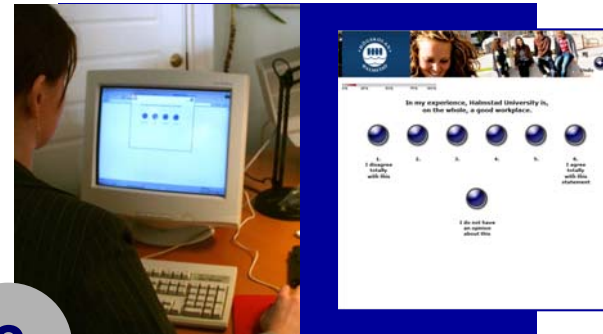 In my experience, Halmstad University is,
on the whole, a good workplace.
1.
I disagree
totally
with this
2.
3.
4.
5.
6.
I agree
totally
with this
statement
I do not have
an opinion
about this